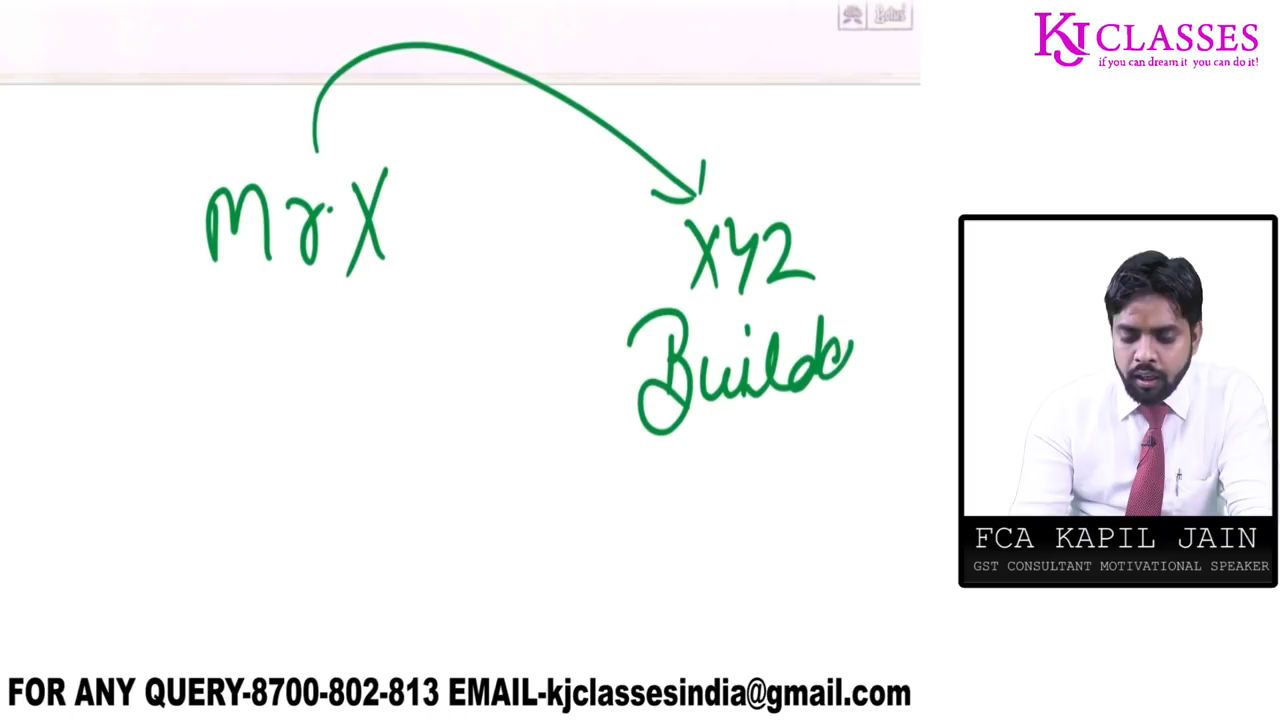 KJ CLASSES
if you can dream it you can do it!
Mr. X
XYZ
Builder
FCA KAPIL JAIN
GST CONSULTANT MOTIVATIONAL SPEAKER
FOR ANY QUERY-8700-802-813 EMAIL-kjclassesindia@gmail.com